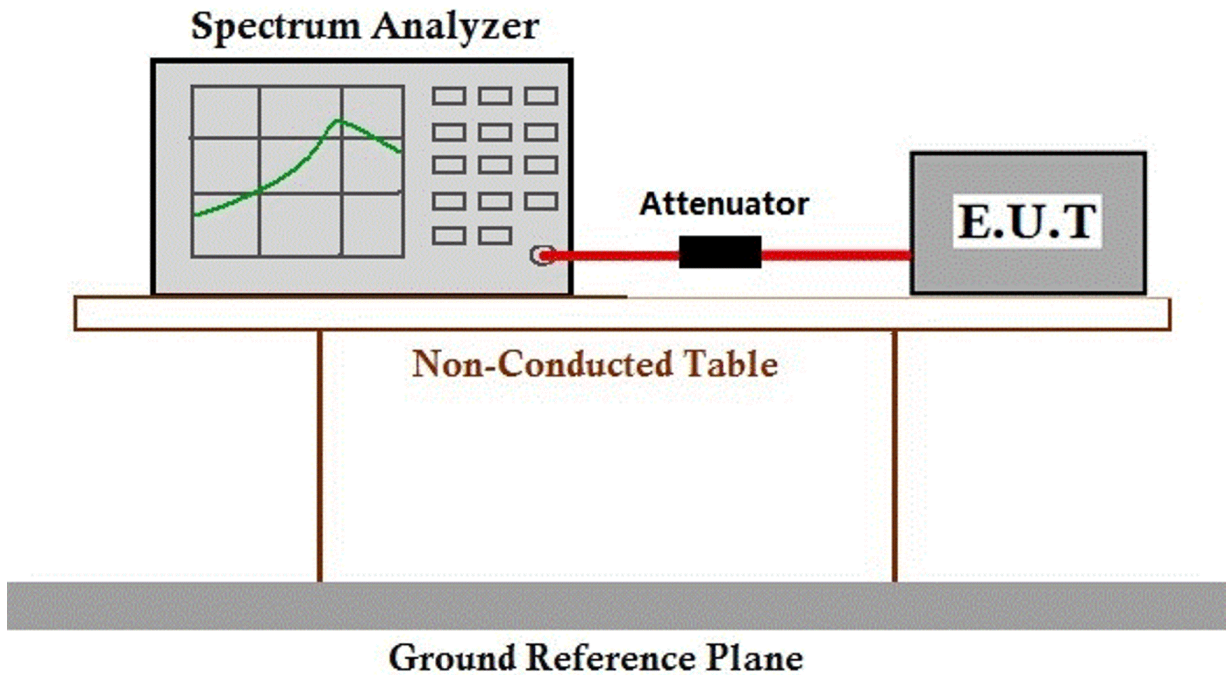 Spectrum Analyzer
Attenuator
E.U.T
Non-Conducted Table
Ground Reference Plane